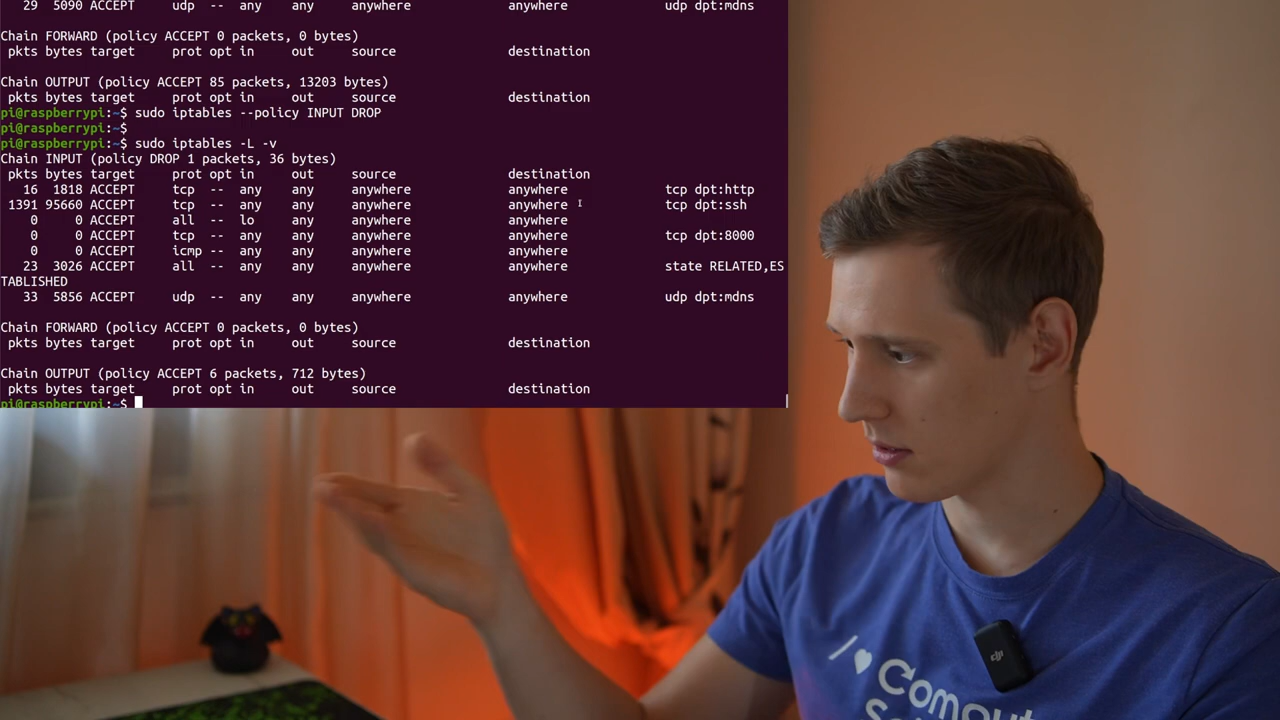 29 5090 ACCEPT udp -- any any anywhere anywhere udp dpt:mdns
Chain FORWARD (policy ACCEPT 0 packets, 0 bytes)
pkts bytes target prot opt in out source destination
Chain OUTPUT (policy ACCEPT 85 packets, 13203 bytes)
pkts bytes target prot opt in out source destination
pi@raspberrypi:~$ sudo iptables --policy INPUT DROP
pi@raspberrypi:~$
pi@raspberrypi:~$ sudo iptables -L -v
Chain INPUT (policy DROP 1 packets, 36 bytes)
pkts bytes target prot opt in out source destination
16 1818 ACCEPT tcp -- any any anywhere anywhere tcp dpt:http
1391 95660 ACCEPT tcp -- any any anywhere anywhere tcp dpt:ssh
0 0 ACCEPT all -- lo any anywhere anywhere
0 0 ACCEPT tcp -- any any anywhere anywhere tcp dpt:8000
0 0 ACCEPT icmp -- any any anywhere anywhere
23 3026 ACCEPT all -- any any anywhere anywhere state RELATED,ES
TABLISHED
33 5856 ACCEPT udp -- any any anywhere anywhere udp dpt:mdns
Chain FORWARD (policy ACCEPT 0 packets, 0 bytes)
pkts bytes target prot opt in out source destination
Chain OUTPUT (policy ACCEPT 6 packets, 712 bytes)
pkts bytes target prot opt in out source destination
pi@raspberrypi:~$
I ♥ Comput
dji